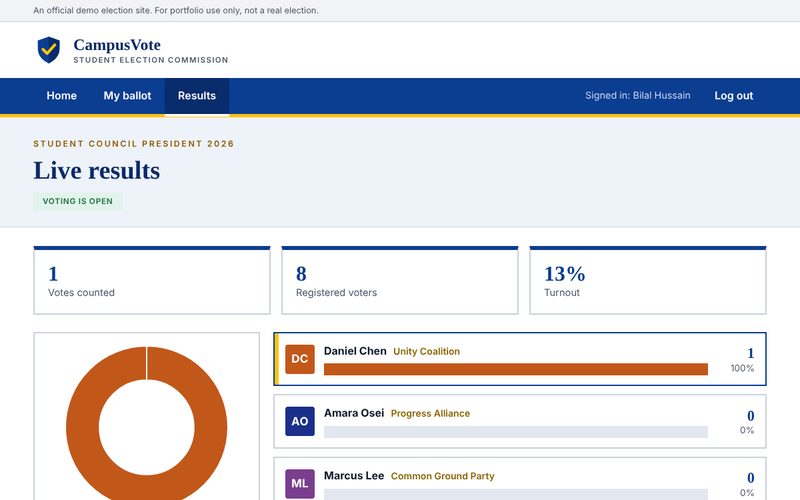 An official demo election site. For portfolio use only, not a real election.
CampusVote
STUDENT ELECTION COMMISSION
Home My ballot Results Signed in: Bilal Hussain Log out
STUDENT COUNCIL PRESIDENT 2026
Live results
VOTING IS OPEN
1
Votes counted
8
Registered voters
13%
Turnout
DC Daniel Chen Unity Coalition 1
100%
AO Amara Osei Progress Alliance 0
0%
ML Marcus Lee Common Ground Party 0
0%